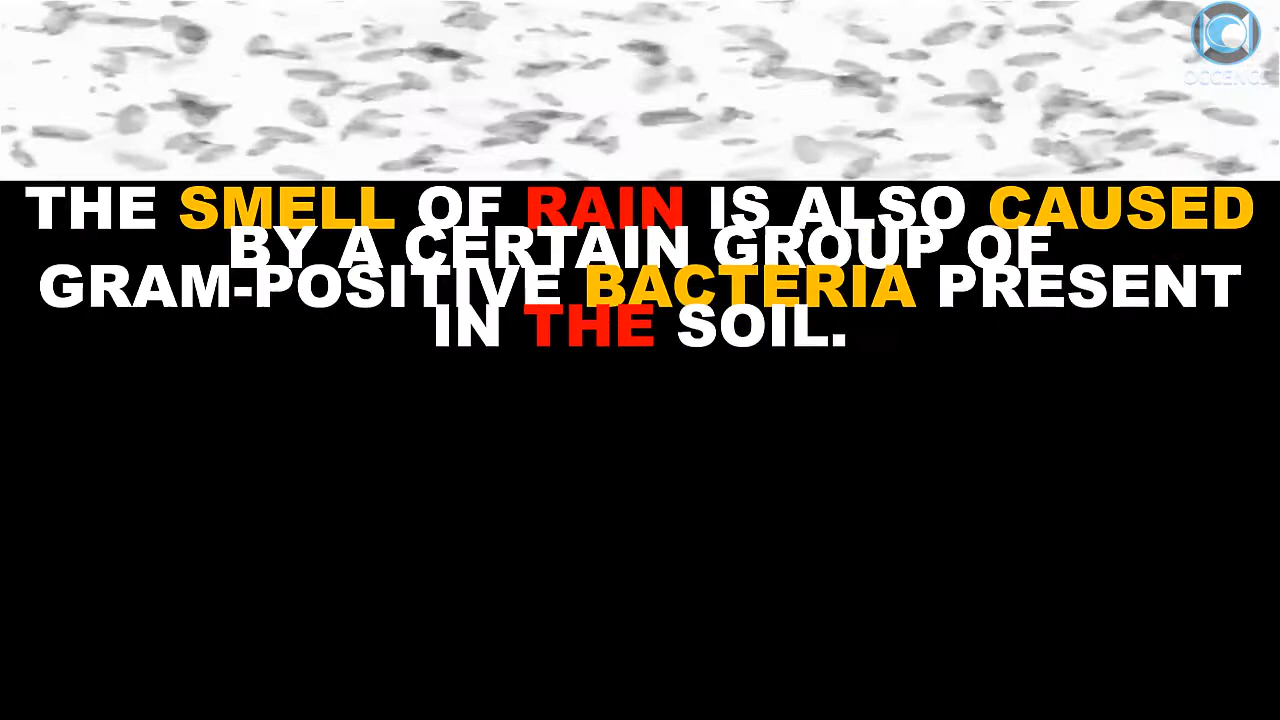 THE SMELL OF RAIN IS ALSO CAUSED
BY A CERTAIN GROUP OF
GRAM-POSITIVE BACTERIA PRESENT
IN THE SOIL.